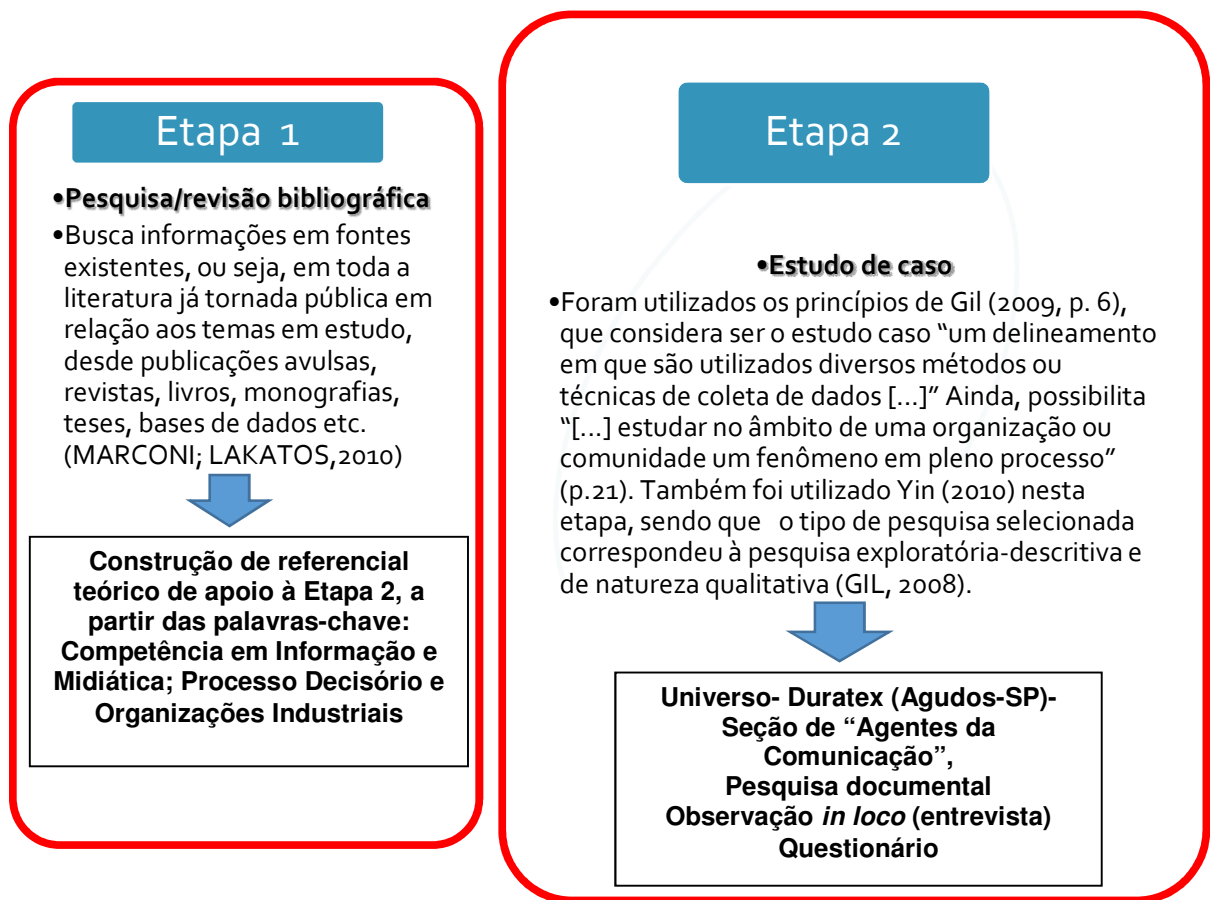 Etapa 1
•Pesquisa/revisão bibliográfica
•Busca informações em fontes
existentes, ou seja, em toda a
literatura já tornada pública em
relação aos temas em estudo,
desde publicações avulsas,
revistas, livros, monografias,
teses, bases de dados etc.
(MARCONI; LAKATOS,2010)
Construção de referencial
teórico de apoio à Etapa 2, a
partir das palavras-chave:
Competência em Informação e
Midiática; Processo Decisório e
Organizações Industriais
Etapa 2
•Estudo de caso
•Foram utilizados os princípios de Gil (2009, p. 6),
que considera ser o estudo caso “um delineamento
em que são utilizados diversos métodos ou
técnicas de coleta de dados [...]” Ainda, possibilita
“[...] estudar no âmbito de uma organização ou
comunidade um fenômeno em pleno processo”
(p.21). Também foi utilizado Yin (2010) nesta
etapa, sendo que o tipo de pesquisa selecionada
correspondeu à pesquisa exploratória-descritiva e
de natureza qualitativa (GIL, 2008).
Universo- Duratex (Agudos-SP)-
Seção de “Agentes da
Comunicação”,
Pesquisa documental
Observação in loco (entrevista)
Questionário